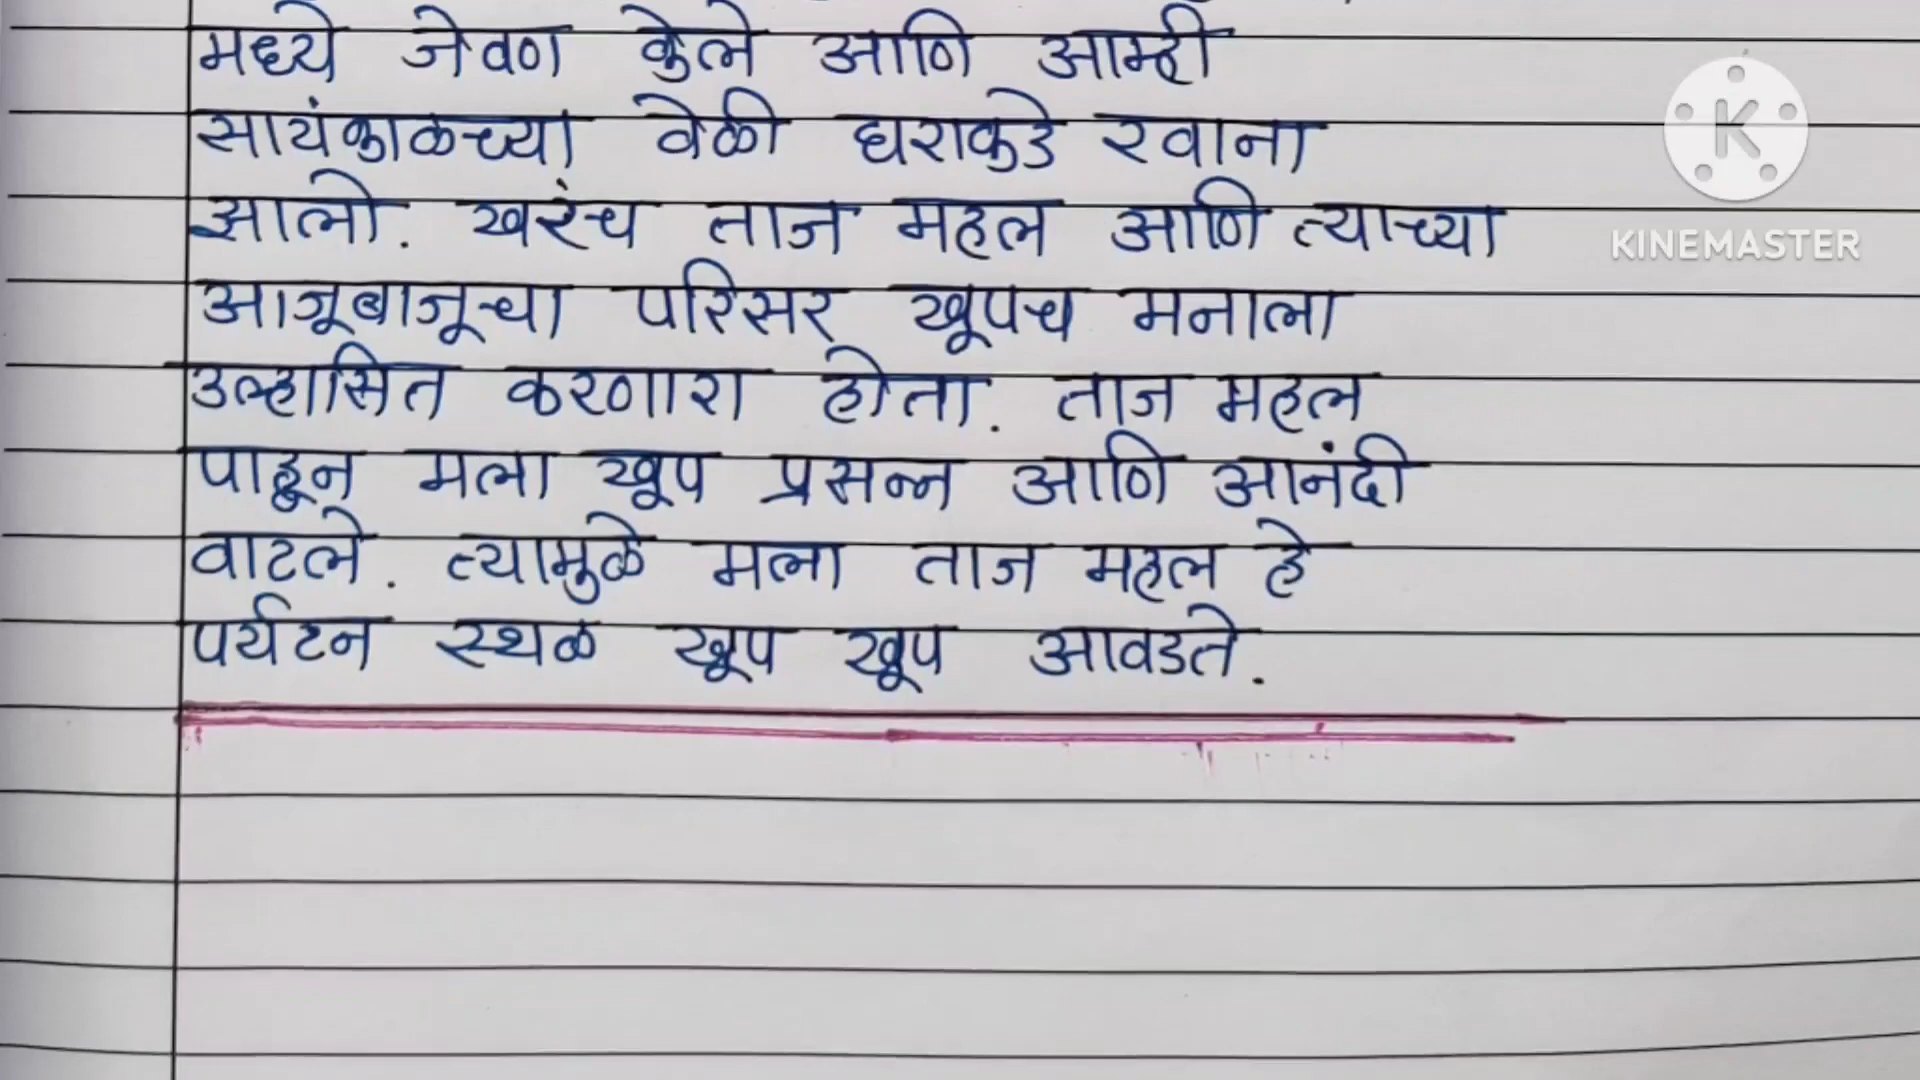 मध्ये जेवण केले आणि आम्ही
सायंकाळच्या वेळी घराकडे रवाना
झालो. खरंच ताज महल आणि त्याच्या
आजूबाजूचा परिसर खूपच मनाला
उल्हासित करणारा होता. ताज महल
पाहून मला खूप प्रसन्न आणि आनंदी
वाटले. त्यामुळे मला ताज महल हे
पर्यटन स्थळ खूप खूप आवडते.
K
KINEMASTER